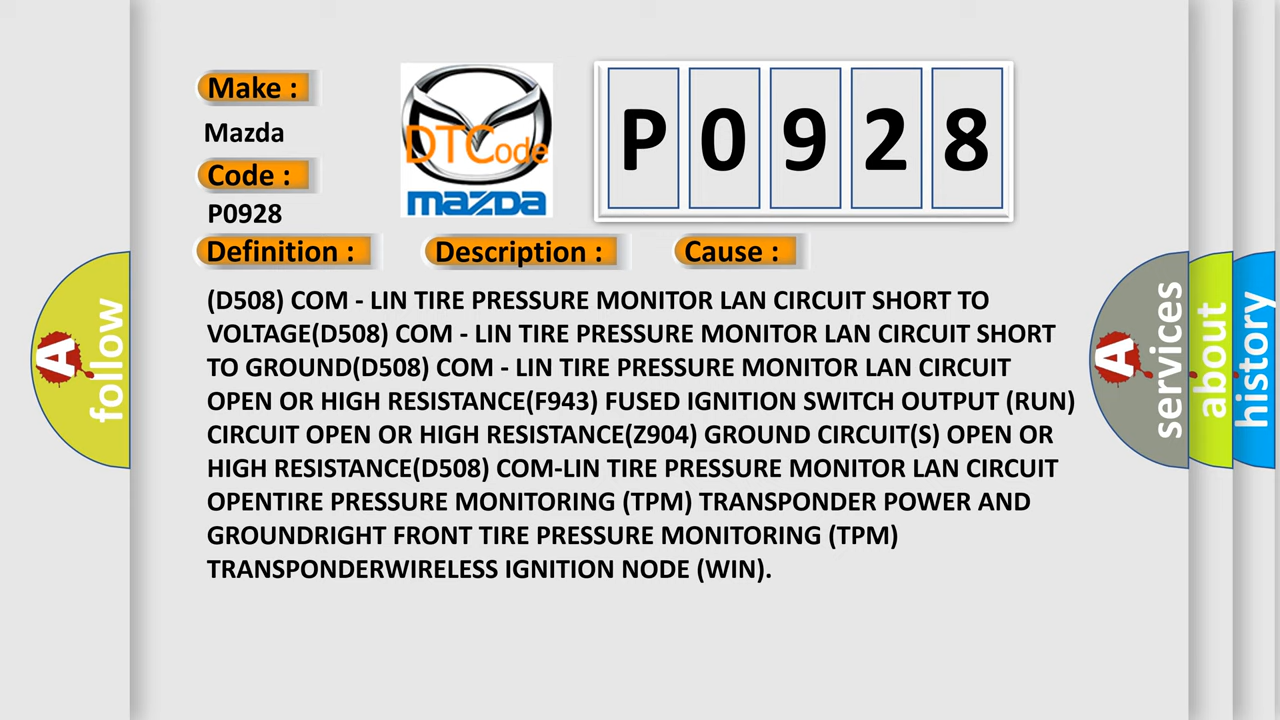 Make :
Mazda
Code :
P0928
DTCode
mazda
P0928
Definition :
Description :
Cause :
(D508) COM - LIN TIRE PRESSURE MONITOR LAN CIRCUIT SHORT TO
VOLTAGE(D508) COM - LIN TIRE PRESSURE MONITOR LAN CIRCUIT SHORT
TO GROUND(D508) COM - LIN TIRE PRESSURE MONITOR LAN CIRCUIT
OPEN OR HIGH RESISTANCE(F943) FUSED IGNITION SWITCH OUTPUT (RUN)
CIRCUIT OPEN OR HIGH RESISTANCE(Z904) GROUND CIRCUIT(S) OPEN OR
HIGH RESISTANCE(D508) COM-LIN TIRE PRESSURE MONITOR LAN CIRCUIT
OPENTIRE PRESSURE MONITORING (TPM) TRANSPONDER POWER AND
GROUNDRIGHT FRONT TIRE PRESSURE MONITORING (TPM)
TRANSPONDERWIRELESS IGNITION NODE (WIN).
A
follow
A
services
about
history